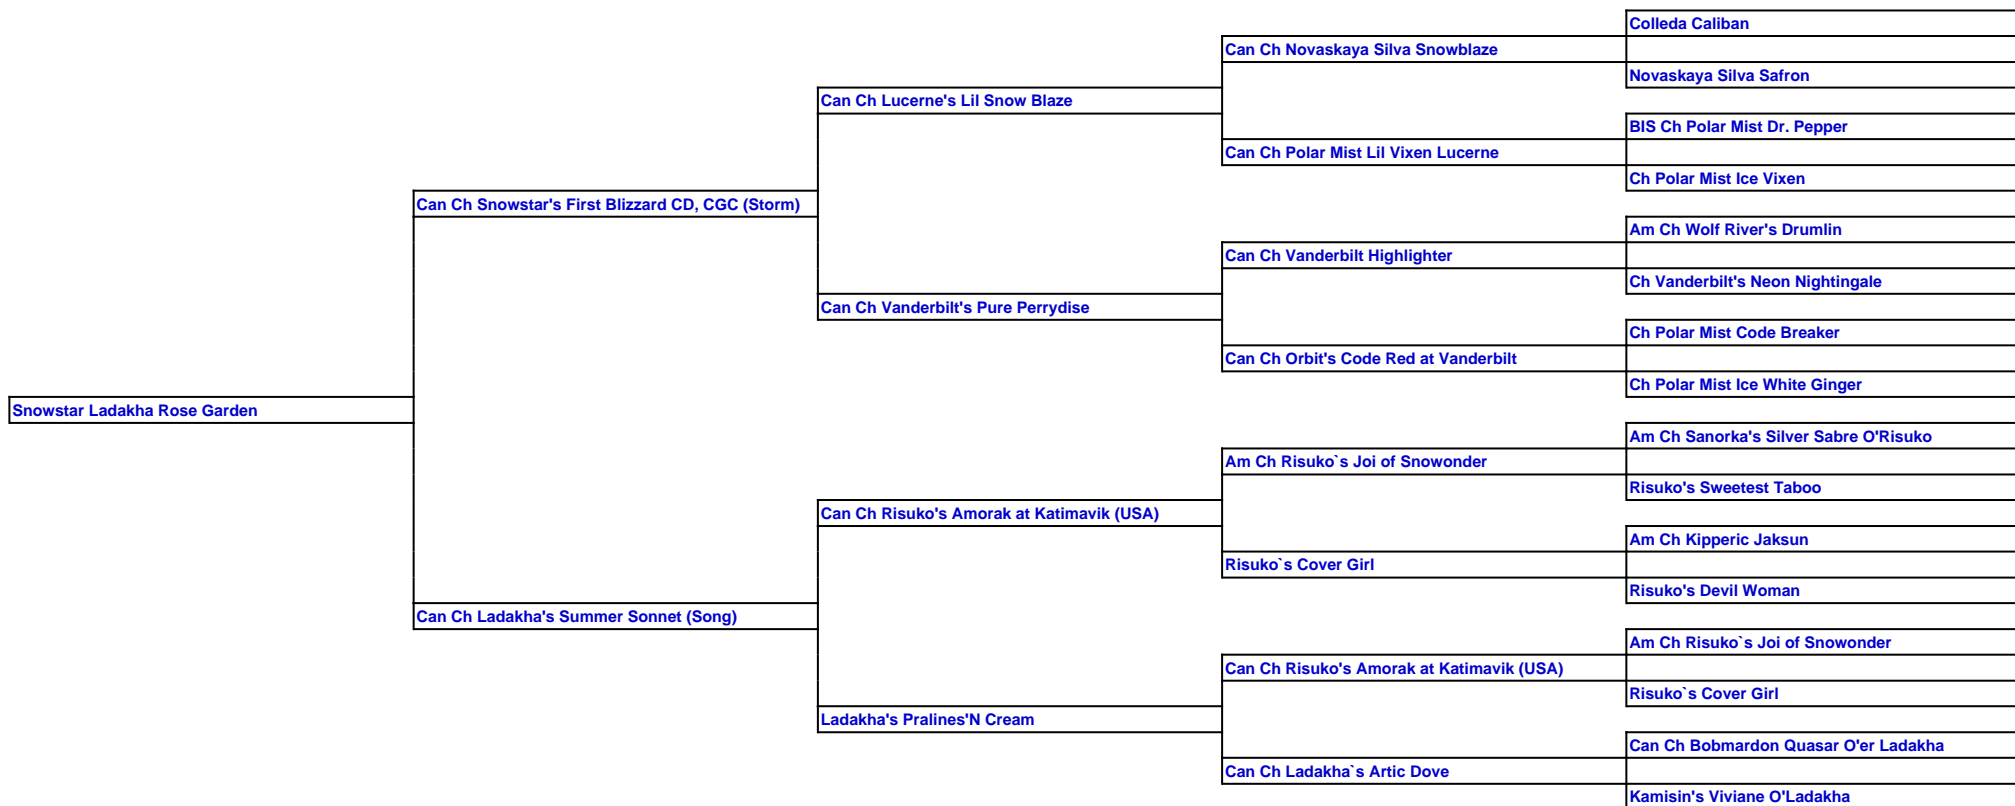 Colleda Caliban
Can Ch Novaskaya Silva Snowblaze
Novaskaya Silva Safron
Can Ch Lucerne's Lil Snow Blaze
BIS Ch Polar Mist Dr. Pepper
Can Ch Polar Mist Lil Vixen Lucerne
Ch Polar Mist Ice Vixen
Can Ch Snowstar's First Blizzard CD, CGC (Storm)
Am Ch Wolf River's Drumlin
Can Ch Vanderbilt Highlighter
Ch Vanderbilt's Neon Nightingale
Can Ch Vanderbilt's Pure Perrydise
Ch Polar Mist Code Breaker
Can Ch Orbit's Code Red at Vanderbilt
Ch Polar Mist Ice White Ginger
Snowstar Ladakha Rose Garden
Am Ch Sanorka's Silver Sabre O'Risuko
Am Ch Risuko`s Joi of Snowonder
Risuko's Sweetest Taboo
Can Ch Risuko's Amorak at Katimavik (USA)
Am Ch Kipperic Jaksun
Risuko`s Cover Girl
Risuko's Devil Woman
Can Ch Ladakha's Summer Sonnet (Song)
Am Ch Risuko`s Joi of Snowonder
Can Ch Risuko's Amorak at Katimavik (USA)
Risuko`s Cover Girl
Ladakha's Pralines'N Cream
Can Ch Bobmardon Quasar O'er Ladakha
Can Ch Ladakha`s Artic Dove
Kamisin's Viviane O'Ladakha